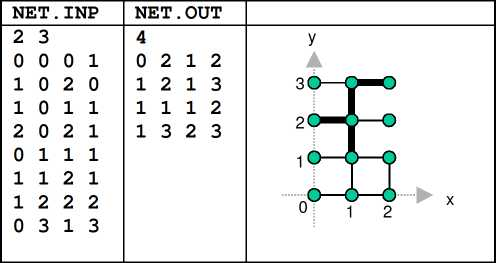 NET.INP
2 3
0 0 0 1
1 0 2 0
1 0 1 1
2 0 2 1
0 1 1 1
1 1 2 1
1 2 2 2
0 3 1 3
NET.OUT
4
0 2 1 2
1 2 1 3
1 1 1 2
1 3 2 3
y
3
2
1
0
1
2
x